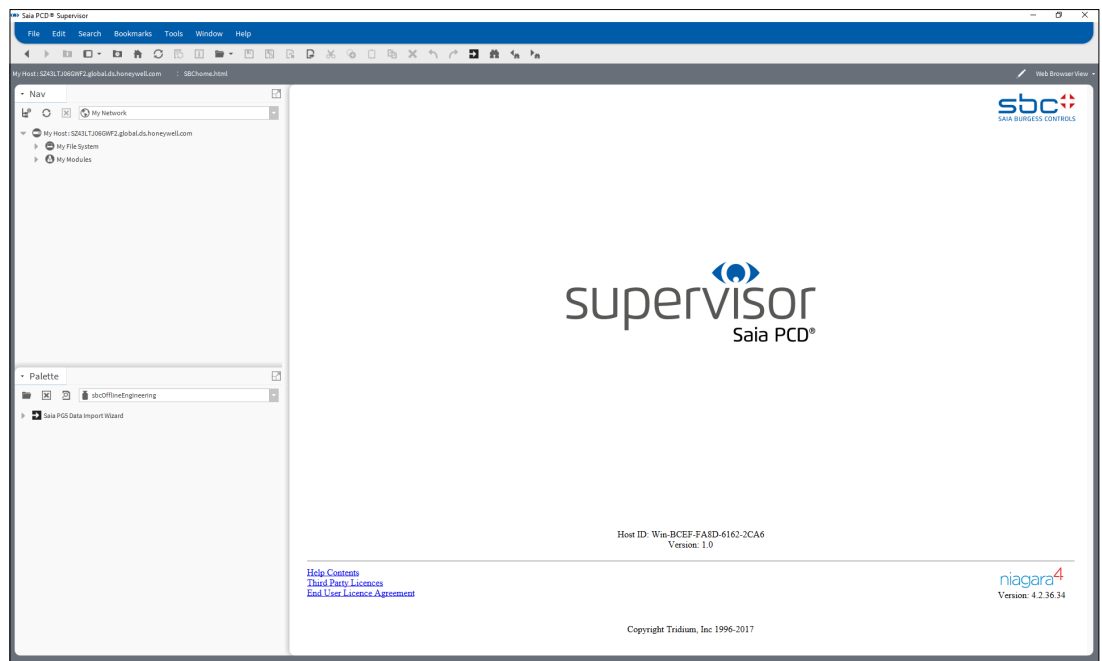 Saia PCD® Supervisor
File Edit Search Bookmarks Tools Window Help
My Host : SZ43LT.J06GWF2.global.ds.honeywell.com : SBChome.html
Web Browser View
Nav
My Network
My Host : SZ43LTJ06GWF2.global.ds.honeywell.com
My File System
My Modules
Palette
sbcOfflineEngineering
Saia PG5 Data Import Wizard
sbc
SAIA BURGESS CONTROLS
supervisor
Saia PCD®
Host ID: Win-BCEF-FA8D-6162-2CA6
Version: 1.0
Help Contents
Third Party Licences
End User Licence Agreement
niagara4
Version: 4.2.36.34
Copyright Tridium, Inc 1996-2017